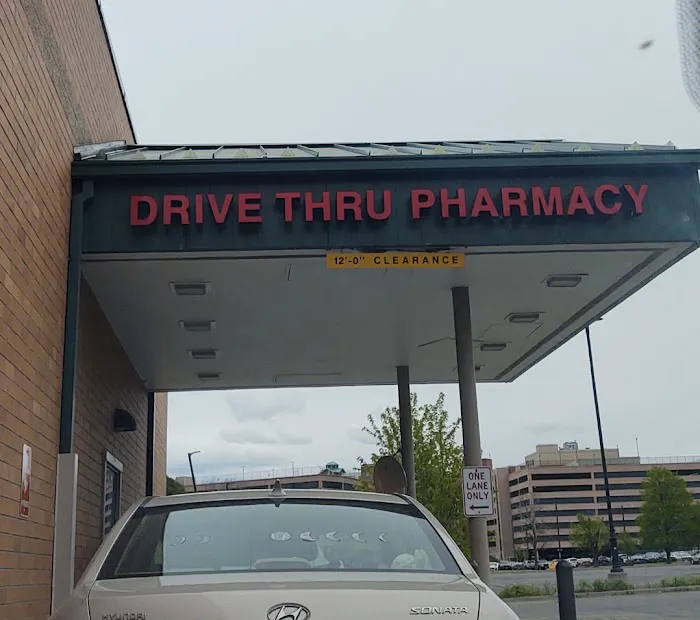 DRIVE THRU PHARMACY
12'-0" CLEARANCE
ONE
LANE
ONLY
HYUNDAI
SONATA